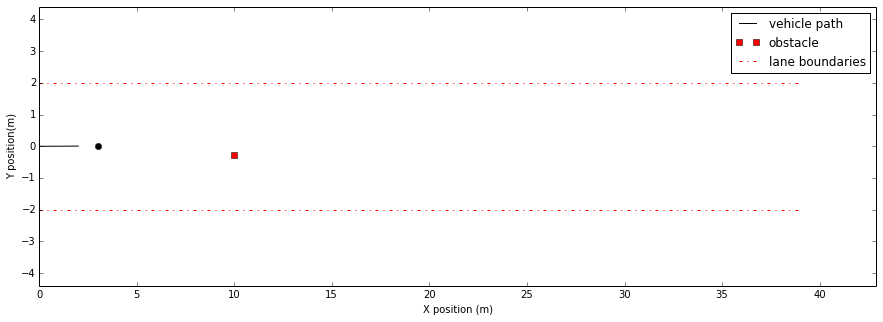 4
3
2
1
0
−1
−2
−3
−4
Y position(m)
vehicle path
obstacle
lane boundaries
0 5 10 15 20 25 30 35 40
X position (m)